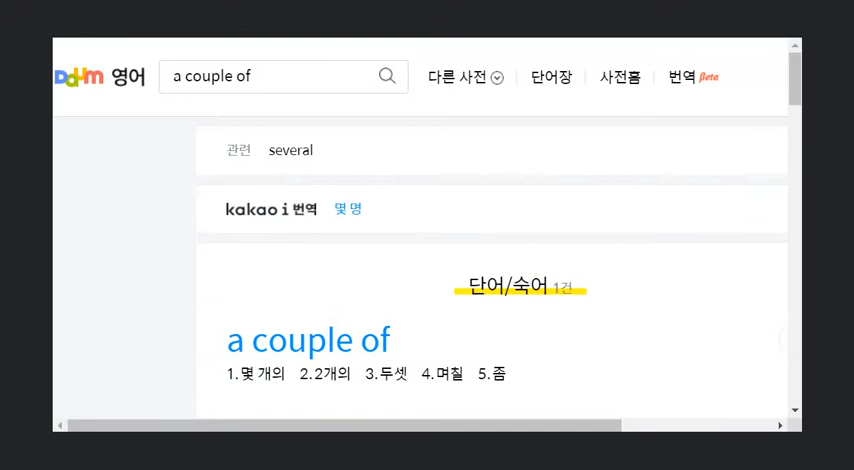 Daum 영어 a couple of 다른 사전 단어장 사전홈 번역 Beta
관련 several
kakao i 번역 몇 명
단어/숙어 1건
a couple of
1.몇 개의 2.2개의 3.두셋 4.며칠 5.좀